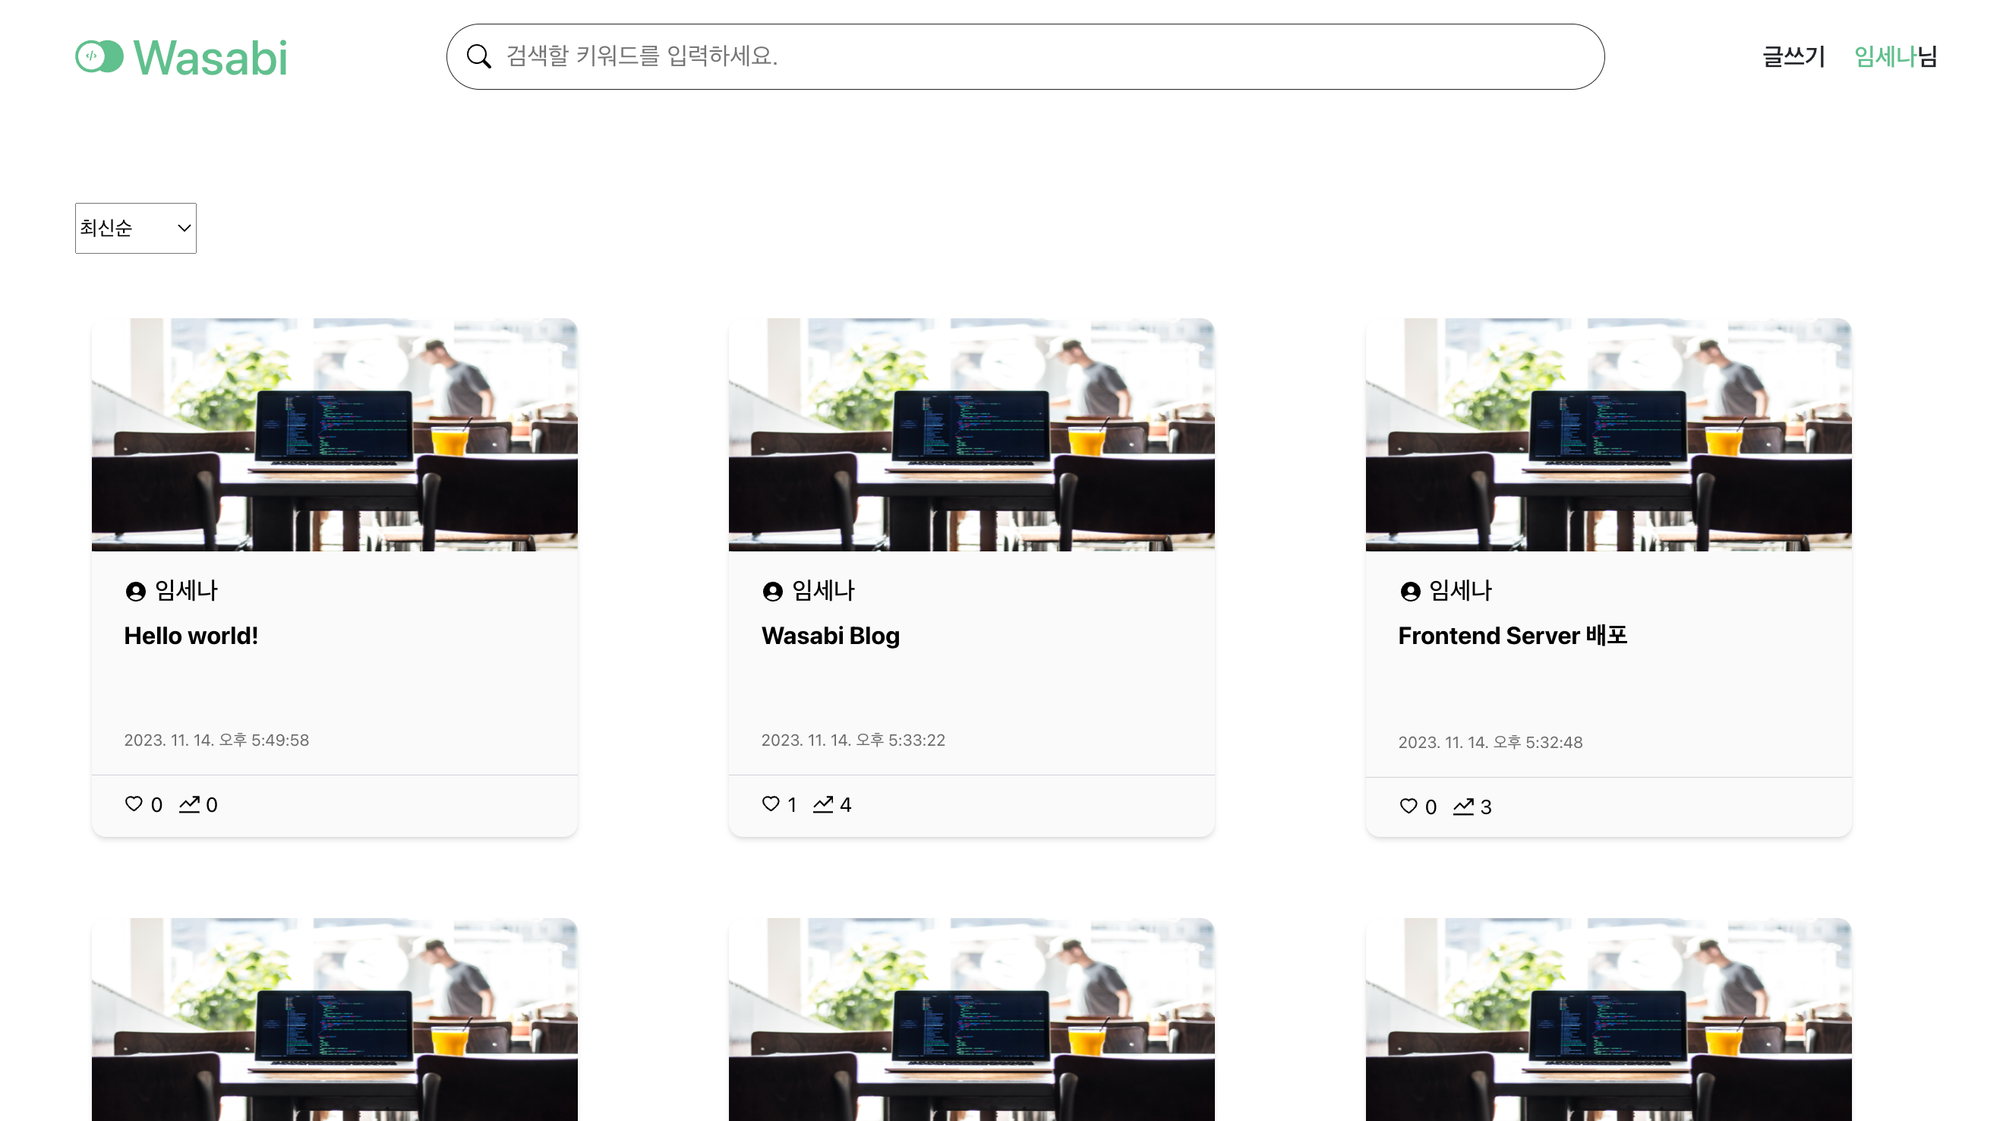 Wasabi
검색할 키워드를 입력하세요.
글쓰기 임세나님
최신순
임세나
Hello world!
2023. 11. 14. 오후 5:49:58
0 0
임세나
Wasabi Blog
2023. 11. 14. 오후 5:33:22
1 4
임세나
Frontend Server 배포
2023. 11. 14. 오후 5:32:48
0 3